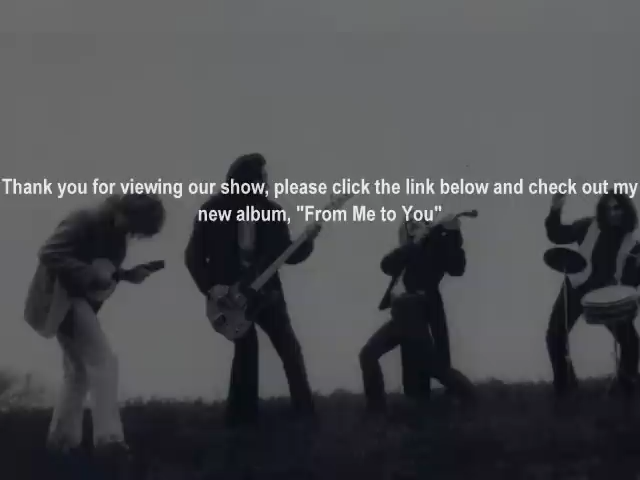 Thank you for viewing our show, please click the link below and check out my
new album, "From Me to You"